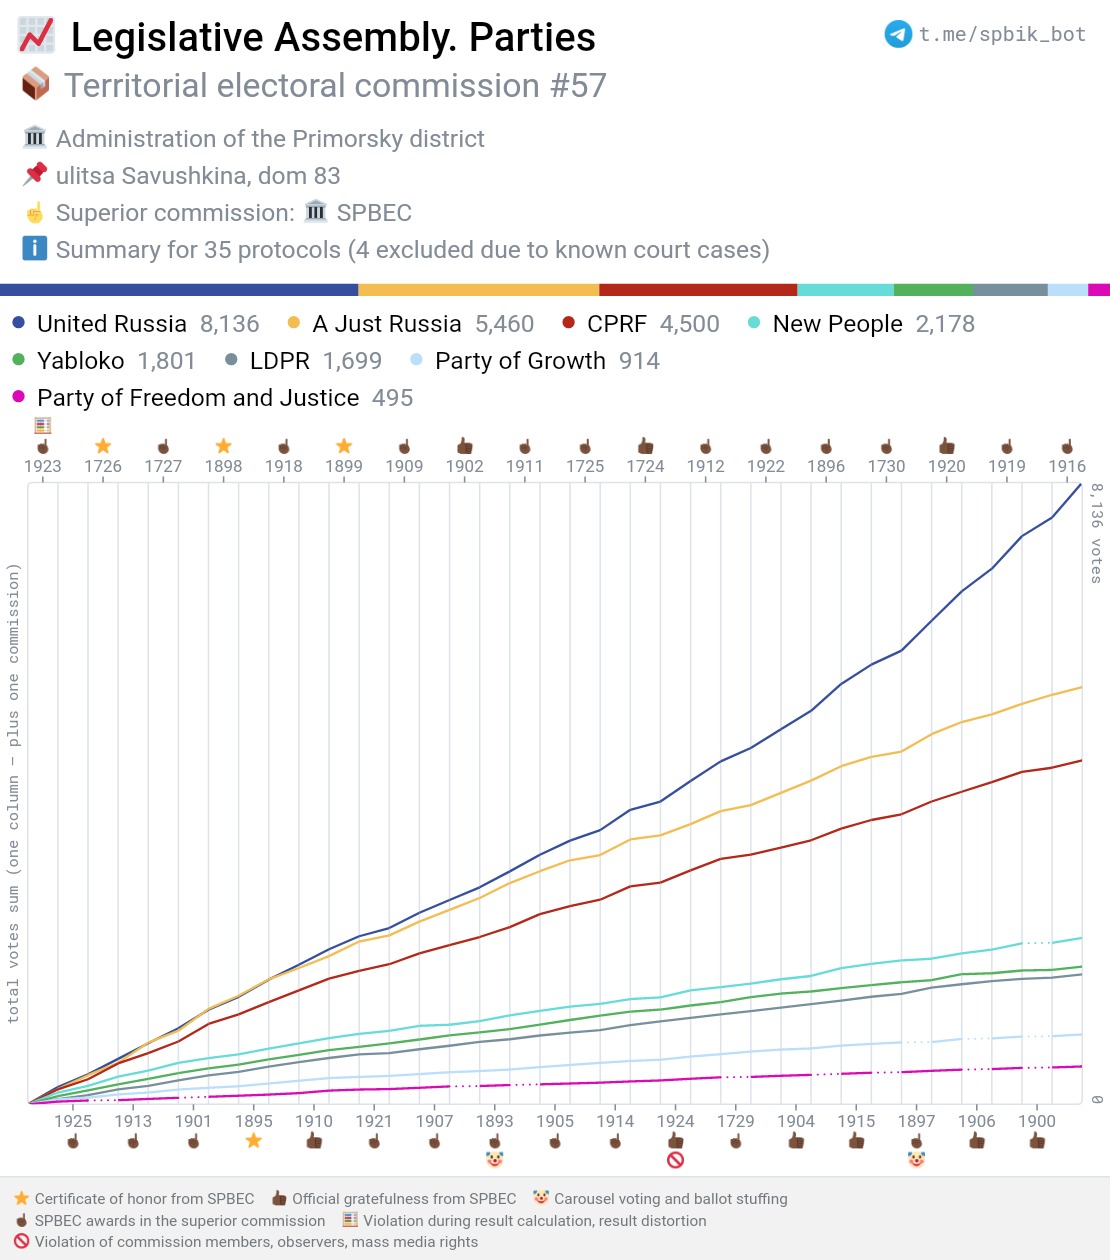 Legislative Assembly. Parties
t.me/spbik_bot
Territorial electoral commission #57
Administration of the Primorsky district
ulitsa Savushkina, dom 83
Superior commission: SPBEC
Summary for 35 protocols (4 excluded due to known court cases)
United Russia 8,136 A Just Russia 5,460 CPRF 4,500 New People 2,178
Yabloko 1,801 LDPR 1,699 Party of Growth 914
Party of Freedom and Justice 495
1923 1726 1727 1898 1918 1899 1909 1902 1911 1725 1724 1912 1922 1896 1730 1920 1919 1916
8,136 votes
total votes sum (one column – plus one commission)
0
1925 1913 1901 1895 1910 1921 1907 1893 1905 1914 1924 1729 1904 1915 1897 1906 1900
Certificate of honor from SPBEC Official gratefulness from SPBEC Carousel voting and ballot stuffing
SPBEC awards in the superior commission Violation during result calculation, result distortion
Violation of commission members, observers, mass media rights